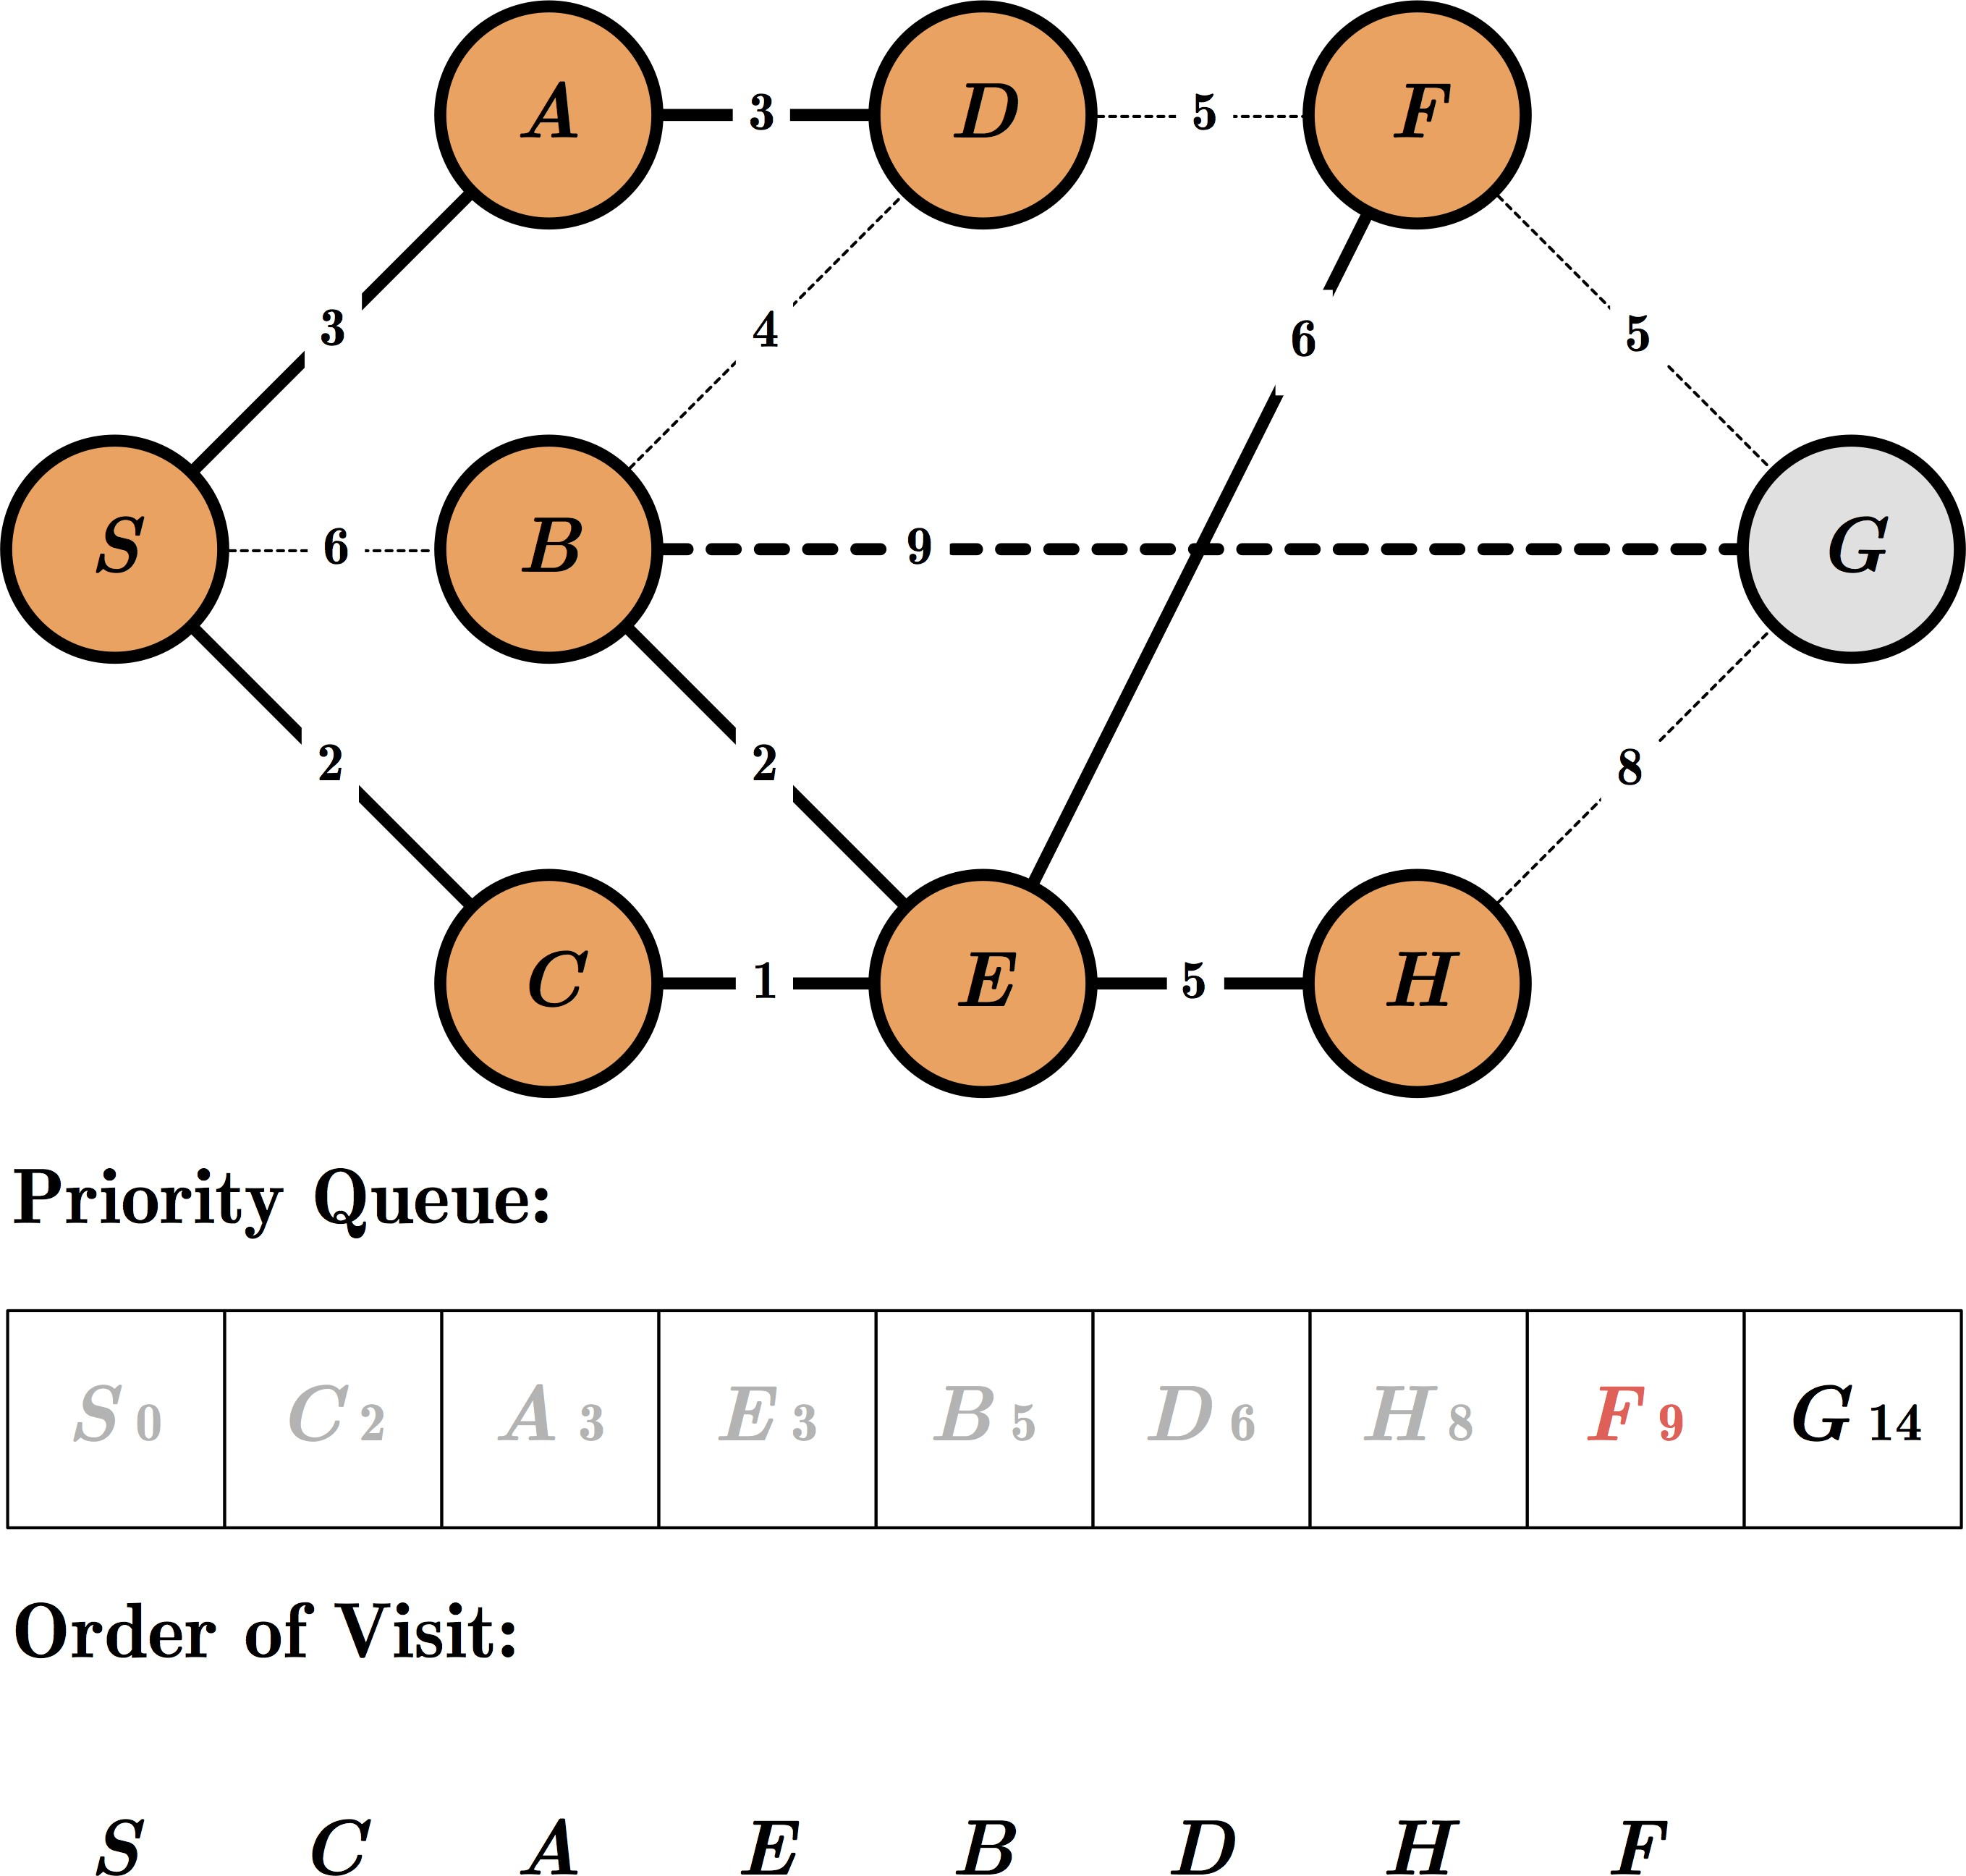 A 3 D 5 F
3 4 6 5
S 6 B 9 G
2 2 8
C 1 E 5 H
Priority Queue:
S 0 C 2 A 3 E 3 B 5 D 6 H 8 F 9 G 14
Order of Visit:
S C A E B D H F